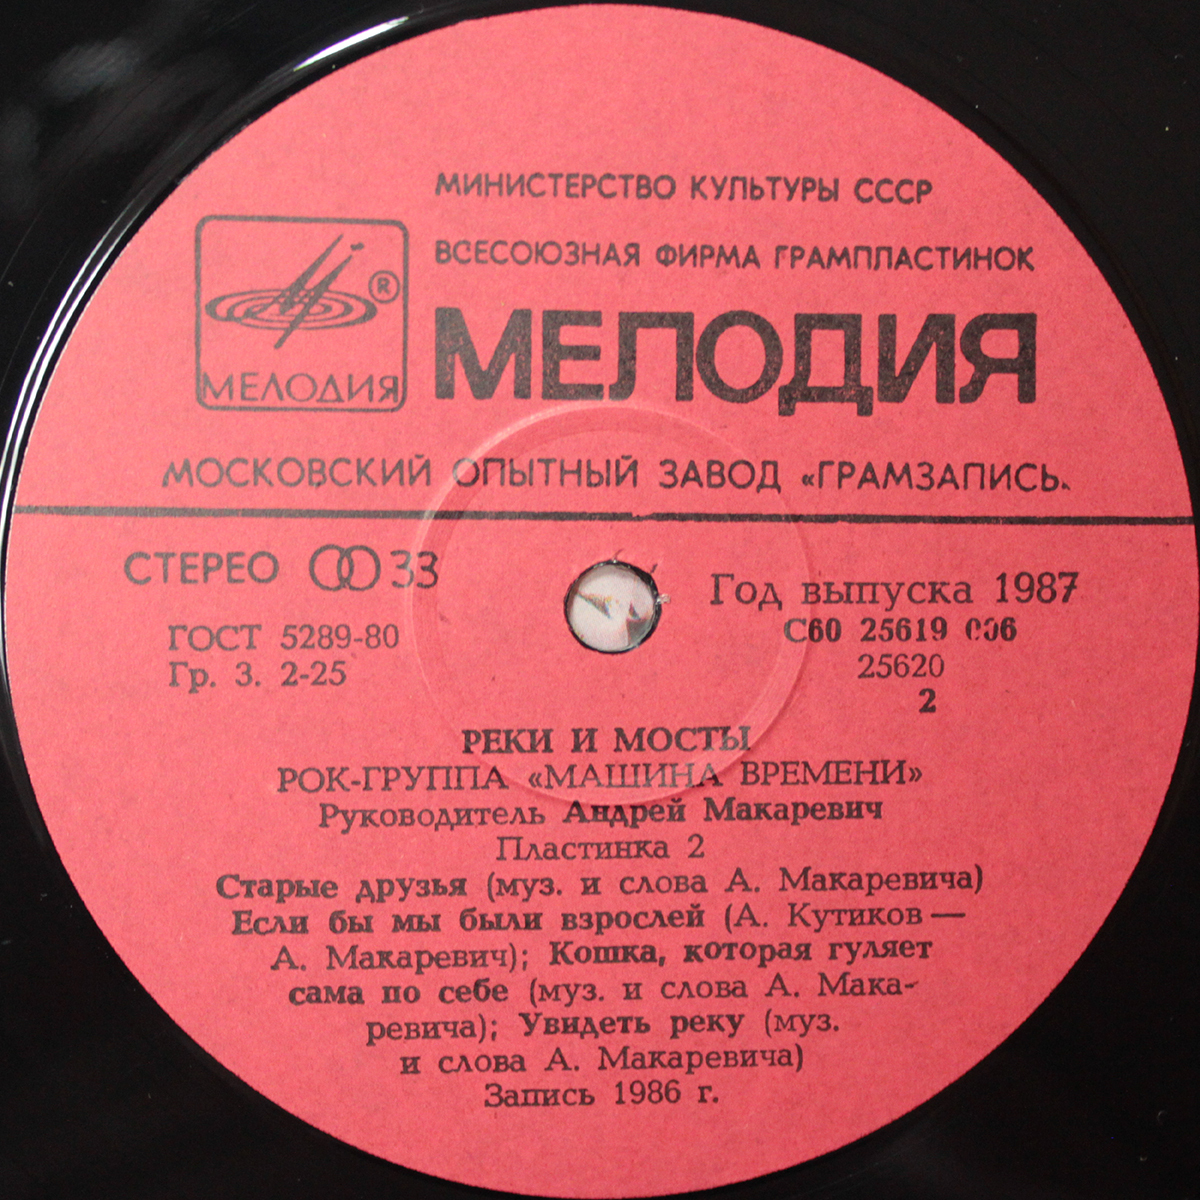 МИНИСТЕРСТВО КУЛЬТУРЫ СССР
ВСЕСОЮЗНАЯ ФИРМА ГРАМПЛАСТИНОК
®
МЕЛОДИЯ
МЕЛОДИЯ
МОСКОВСКИЙ ОПЫТНЫЙ ЗАВОД «ГРАМЗАПИСЬ»
СТЕРЕО 33
Год выпуска 1987
ГОСТ 5289-80
С60 25619 006
Гр. 3. 2-25
25620
2
РЕКИ И МОСТЫ
РОК-ГРУППА «МАШИНА ВРЕМЕНИ»
Руководитель Андрей Макаревич
Пластинка 2
Старые друзья (муз. и слова А. Макаревича)
Если бы мы были взрослей (А. Кутиков —
А. Макаревич); Кошка, которая гуляет
сама по себе (муз. и слова А. Мака-
ревича); Увидеть реку (муз.
и слова А. Макаревича)
Запись 1986 г.